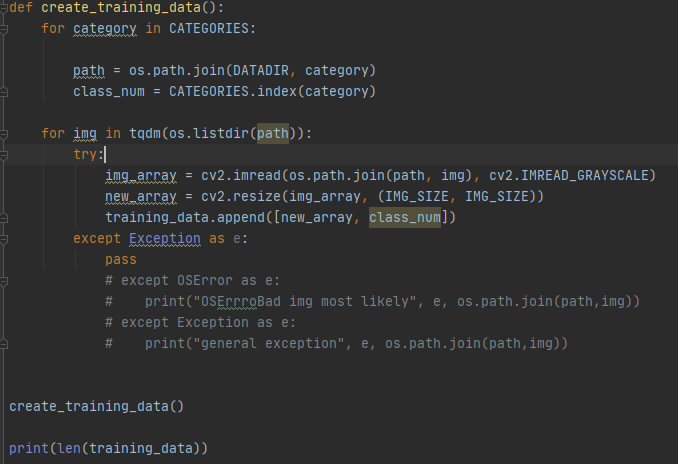 def create_training_data():
    for category in CATEGORIES:

        path = os.path.join(DATADIR, category)
        class_num = CATEGORIES.index(category)

    for img in tqdm(os.listdir(path)):
        try:
            img_array = cv2.imread(os.path.join(path, img), cv2.IMREAD_GRAYSCALE)
            new_array = cv2.resize(img_array, (IMG_SIZE, IMG_SIZE))
            training_data.append([new_array, class_num])
        except Exception as e:
            pass
            # except OSError as e:
            #    print("OSErrroBad img most likely", e, os.path.join(path,img))
            # except Exception as e:
            #    print("general exception", e, os.path.join(path,img))


create_training_data()

print(len(training_data))